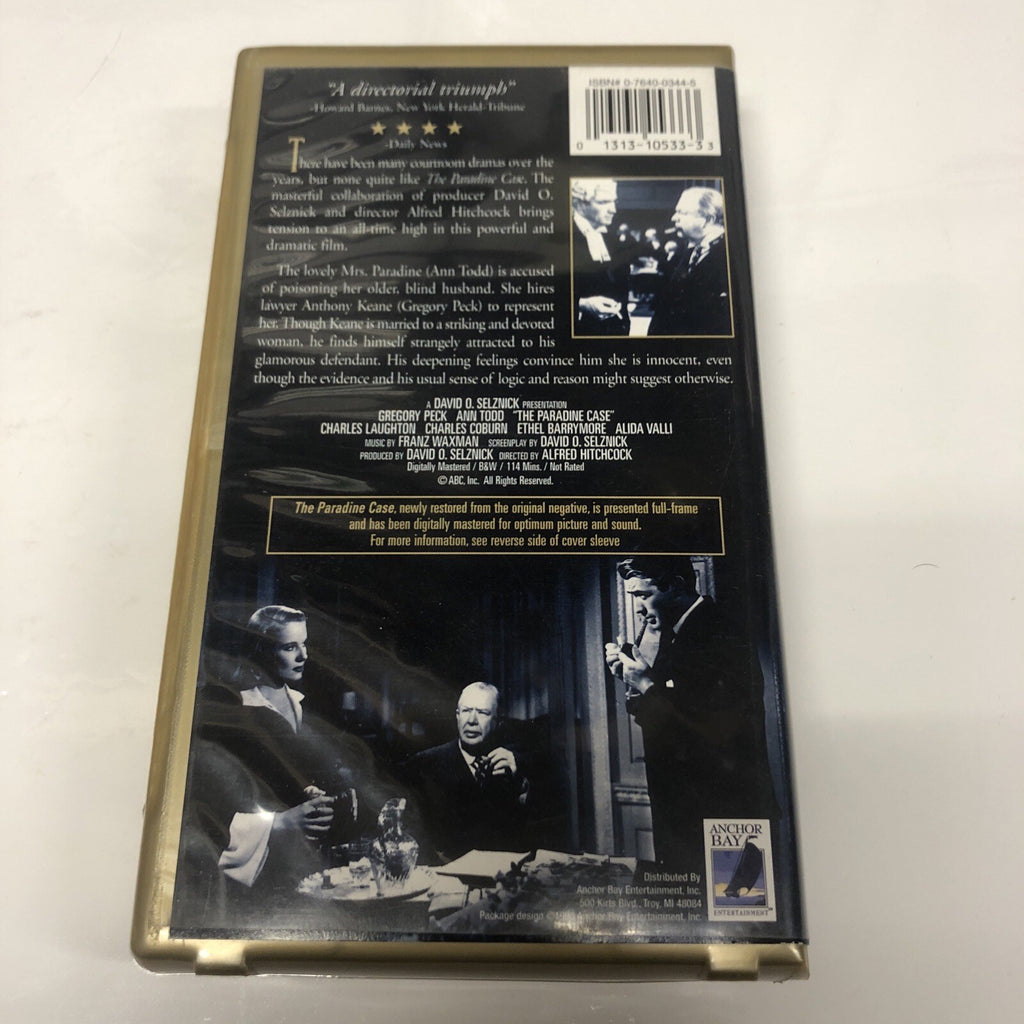 "A directorial triumph"
-Howard Barnes, New York Herald-Tribune
-Daily News
ISBN# 0-7640-0344-5
0 1313-10533-3 3
There have been many courtroom dramas over the
years, but none quite like The Paradine Case. The
masterful collaboration of producer David O.
Selznick and director Alfred Hitchcock brings
tension to an all-time high in this powerful and
dramatic film.
The lovely Mrs. Paradine (Ann Todd) is accused
of poisoning her older, blind husband. She hires
lawyer Anthony Keane (Gregory Peck) to represent
her. Though Keane is married to a striking and devoted
woman, he finds himself strangely attracted to his
glamorous defendant. His deepening feelings convince him she is innocent, even
though the evidence and his usual sense of logic and reason might suggest otherwise.
A DAVID O. SELZNICK PRESENTATION
GREGORY PECK ANN TODD "THE PARADINE CASE"
CHARLES LAUGHTON CHARLES COBURN ETHEL BARRYMORE ALIDA VALLI
MUSIC BY FRANZ WAXMAN SCREENPLAY BY DAVID O. SELZNICK
PRODUCED BY DAVID O. SELZNICK DIRECTED BY ALFRED HITCHCOCK
Digitally Mastered / B&W / 114 Mins. / Not Rated
© ABC, Inc. All Rights Reserved.
The Paradine Case, newly restored from the original negative, is presented full-frame
and has been digitally mastered for optimum picture and sound.
For more information, see reverse side of cover sleeve
Distributed By
Anchor Bay Entertainment, Inc.
500 Kirts Blvd., Troy, MI 48084
Package design © Anchor Bay Entertainment, Inc.
ANCHOR
BAY
ENTERTAINMENT